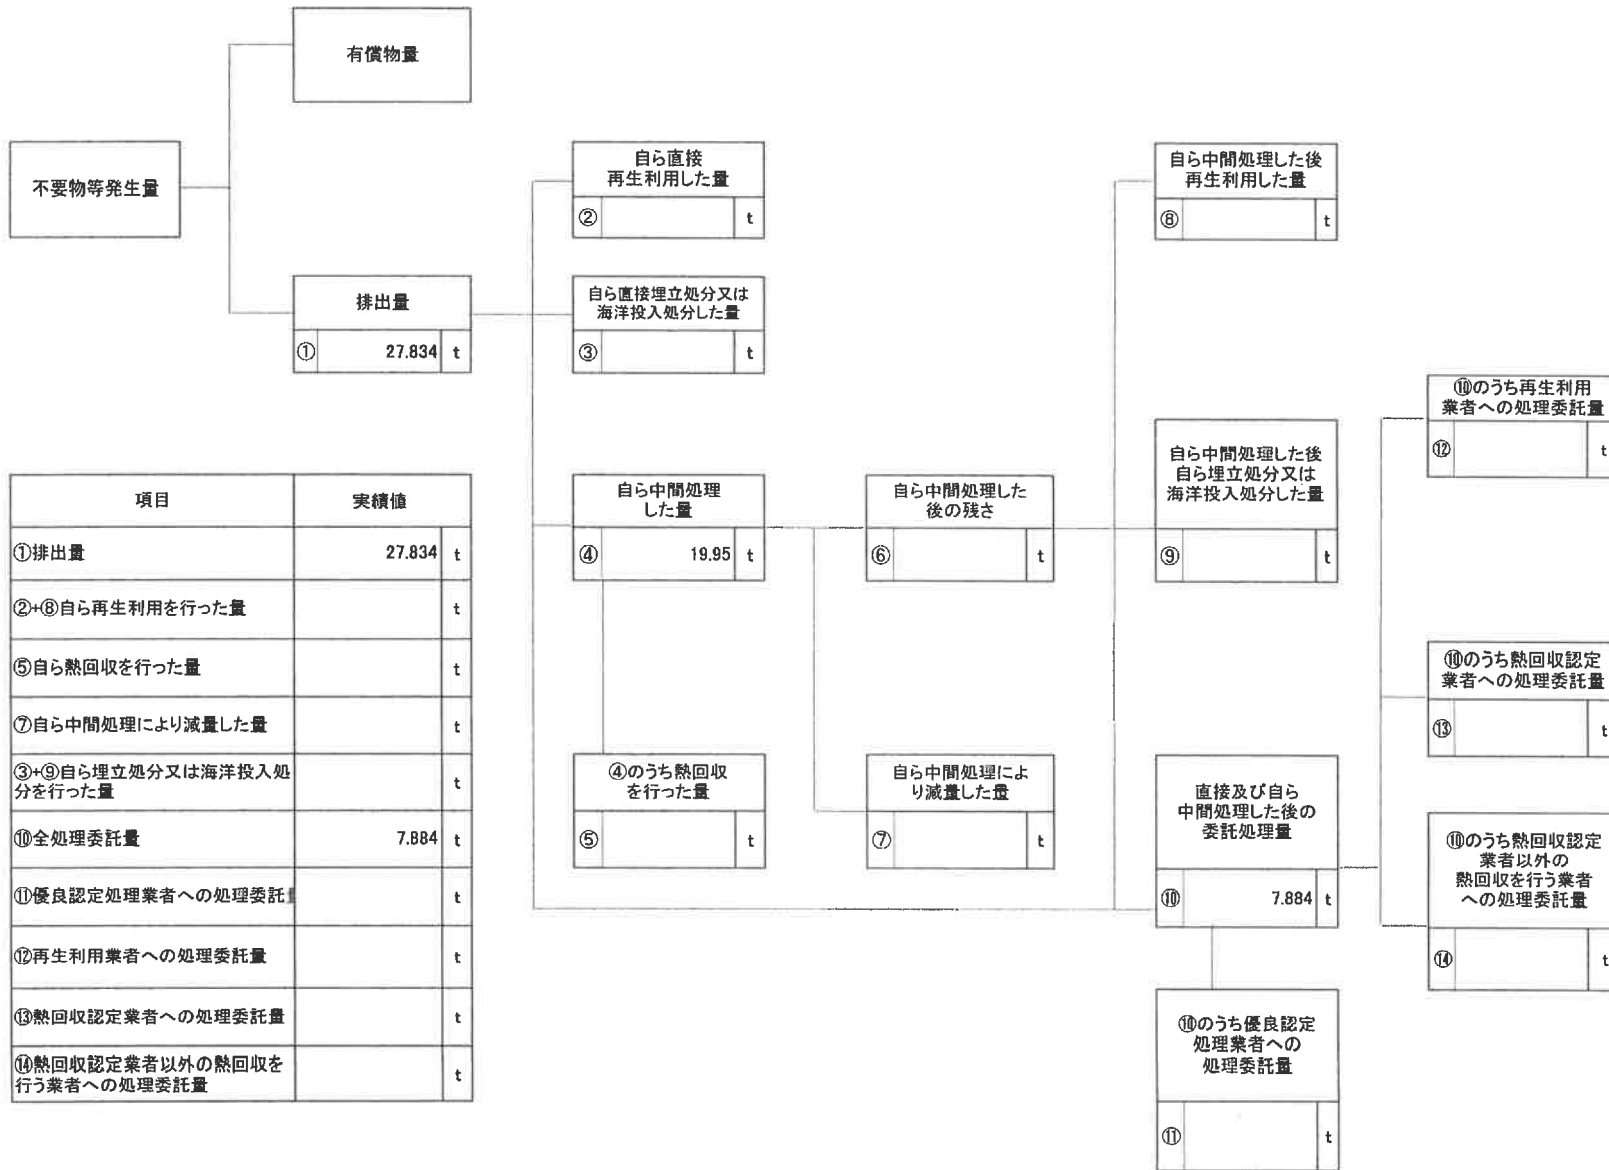 有償物量
不要物等発生量
排出量
① 27.834 t
自ら直接
再生利用した量
② t
自ら直接埋立処分又は
海洋投入処分した量
③ t
自ら中間処理
した量
④ 19.95 t
④のうち熱回収
を行った量
⑤ t
自ら中間処理した
後の残さ
⑥ t
自ら中間処理によ
り減量した量
⑦ t
自ら中間処理した後
再生利用した量
⑧ t
自ら中間処理した後
自ら埋立処分又は
海洋投入処分した量
⑨ t
直接及び自ら
中間処理した後の
委託処理量
⑩ 7.884 t
⑩のうち優良認定
処理業者への
処理委託量
⑪ t
⑩のうち再生利用
業者への処理委託量
⑫ t
⑩のうち熱回収認定
業者への処理委託量
⑬ t
⑩のうち熱回収認定
業者以外の
熱回収を行う業者
への処理委託量
⑭ t
項目 実績値
①排出量 27.834 t
②+⑧自ら再生利用を行った量 t
⑤自ら熱回収を行った量 t
⑦自ら中間処理により減量した量 t
③+⑨自ら埋立処分又は海洋投入処
分を行った量 t
⑩全処理委託量 7.884 t
⑪優良認定処理業者への処理委託 t
⑫再生利用業者への処理委託量 t
⑬熱回収認定業者への処理委託量 t
⑭熱回収認定業者以外の熱回収を
行う業者への処理委託量 t